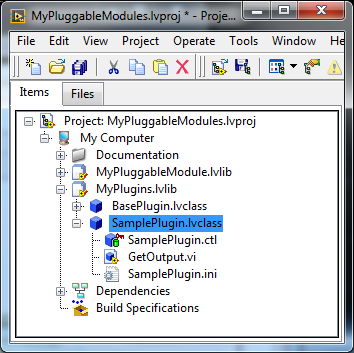 MyPluggableModules.lvproj * - Proje...
File Edit View Project Operate Tools Window He
Items Files
Project: MyPluggableModules.lvproj
My Computer
Documentation
MyPluggableModule.lvlib
MyPlugins.lvlib
BasePlugin.lvclass
SamplePlugin.lvclass
SamplePlugin.ctl
GetOutput.vi
SamplePlugin.ini
Dependencies
Build Specifications